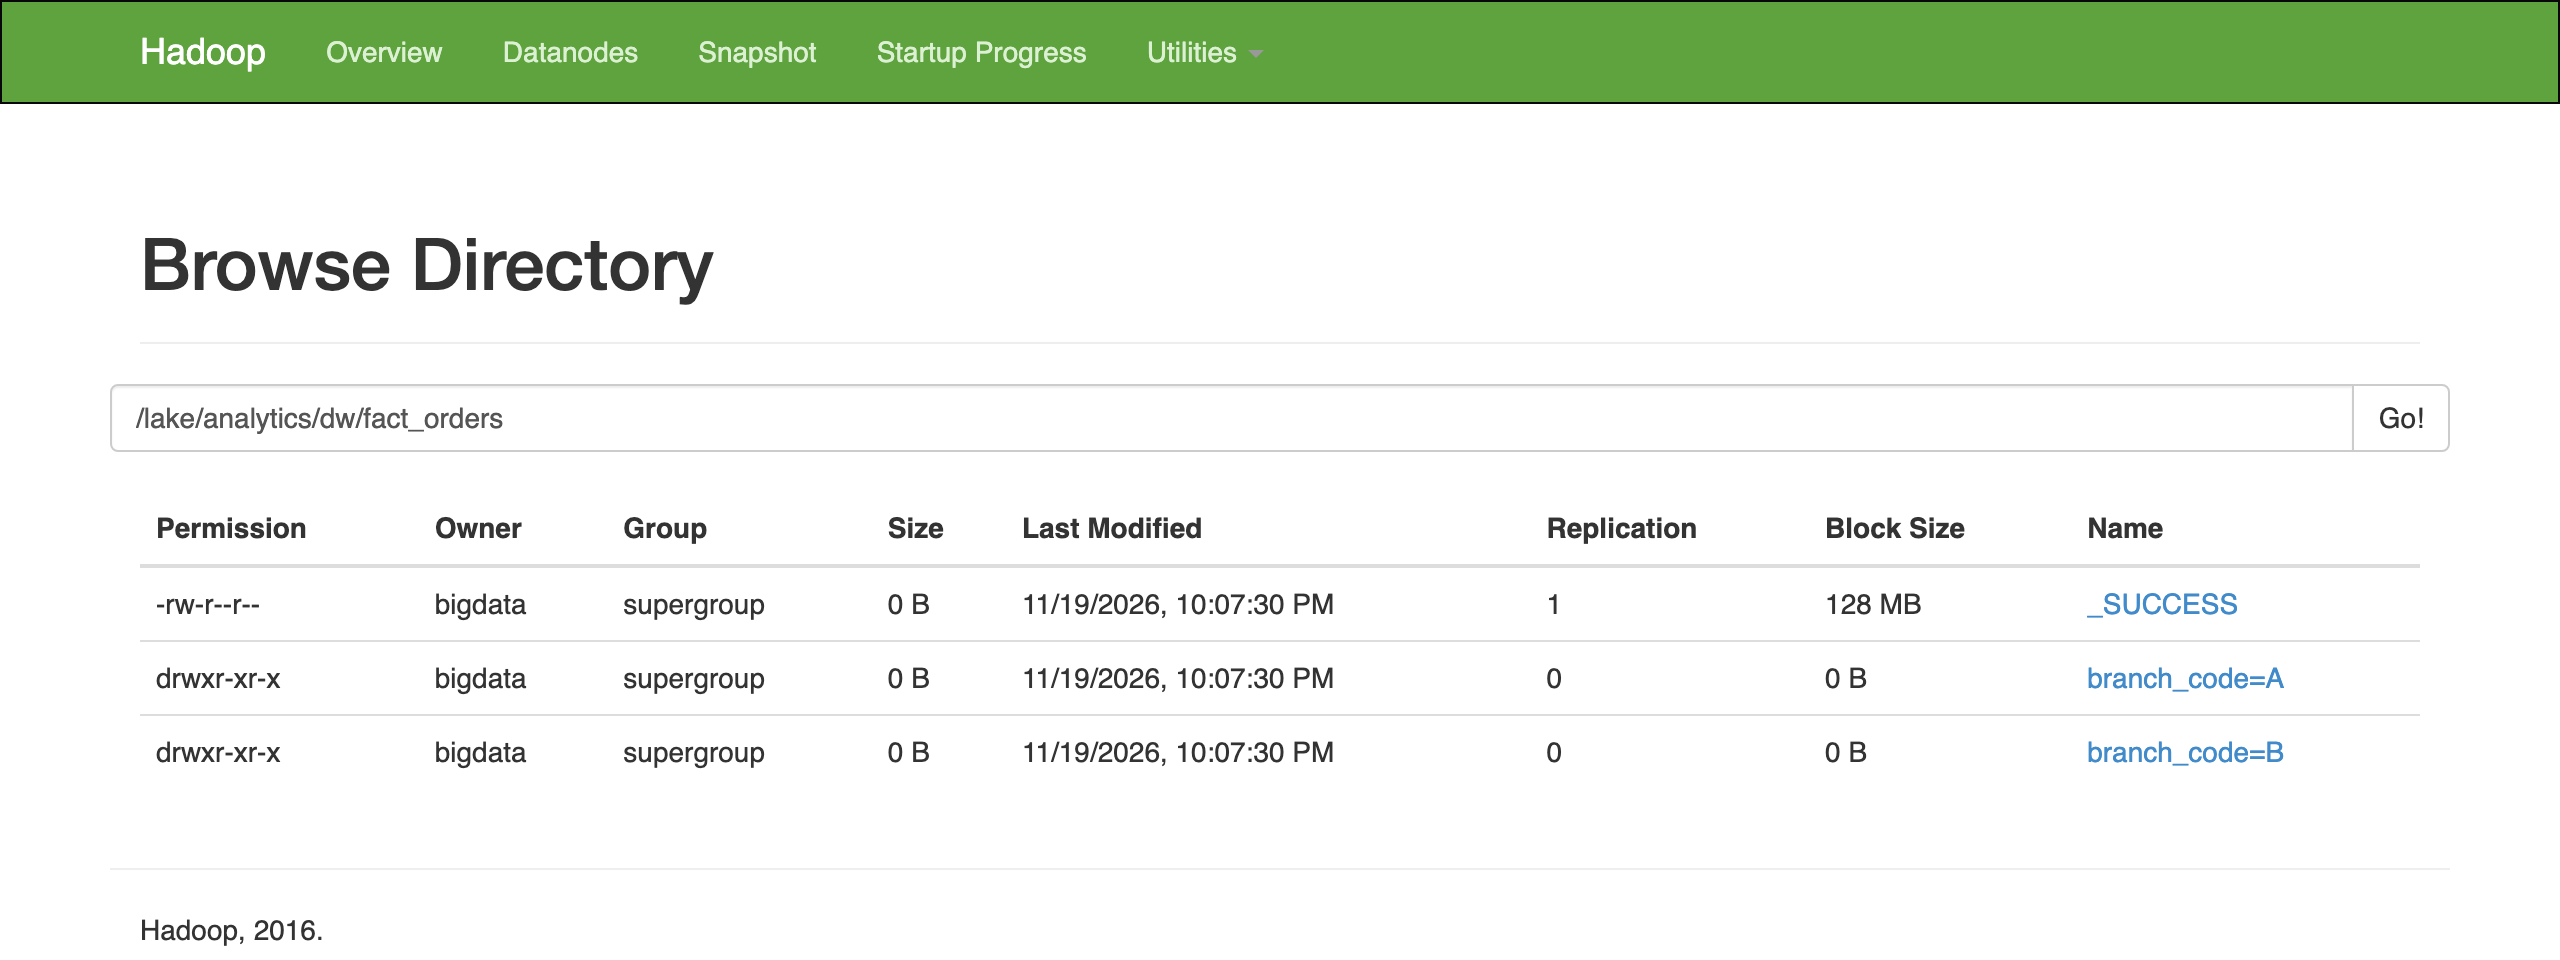 Hadoop Overview Datanodes Snapshot Startup Progress Utilities
Browse Directory
/lake/analytics/dw/fact_orders Go!
Permission Owner Group Size Last Modified Replication Block Size Name
-rw-r--r-- bigdata supergroup 0 B 11/19/2026, 10:07:30 PM 1 128 MB _SUCCESS
drwxr-xr-x bigdata supergroup 0 B 11/19/2026, 10:07:30 PM 0 0 B branch_code=A
drwxr-xr-x bigdata supergroup 0 B 11/19/2026, 10:07:30 PM 0 0 B branch_code=B
Hadoop, 2016.